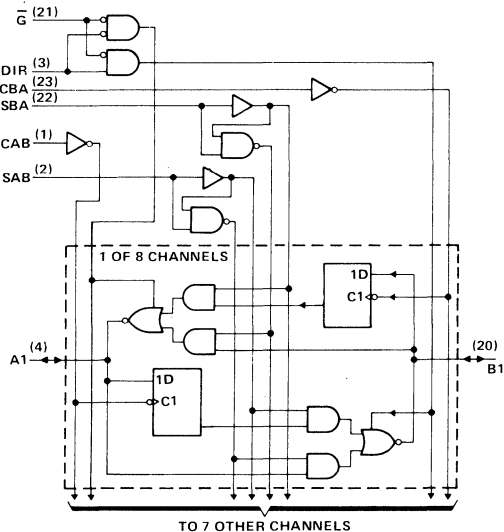 G̅ (21)
DIR (3)
CBA (23)
SBA (22)
CAB (1)
SAB (2)
1 OF 8 CHANNELS
1D
C1
A1 (4)
(20) B1
1D
C1
TO 7 OTHER CHANNELS